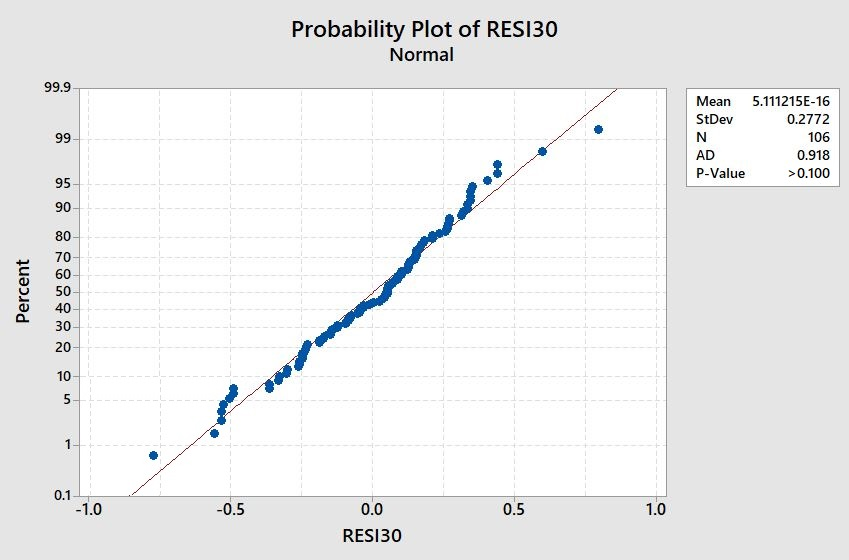 Probability Plot of RESI30
Normal
Mean 5.111215E-16
StDev 0.2772
N 106
AD 0.918
P-Value >0.100
99.9
99
95
90
80
70
60
50
40
30
20
10
5
1
0.1
Percent
-1.0 -0.5 0.0 0.5 1.0
RESI30